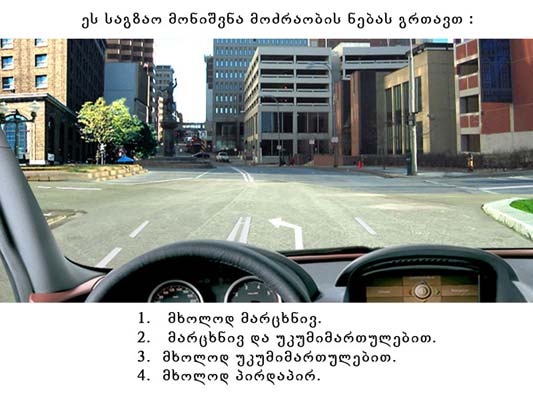 ეს საგზაო მონიშვნა მოძრაობის ნებას გრთავთ :
1. მხოლოდ მარცხნივ.
2. მარცხნივ და უკუმიმართულებით.
3. მხოლოდ უკუმიმართულებით.
4. მხოლოდ პირდაპირ.